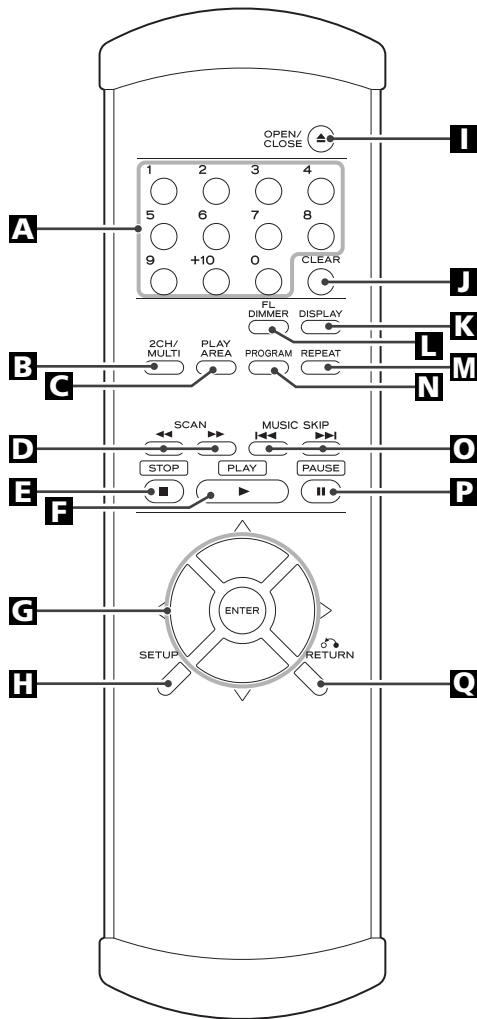 OPEN/
CLOSE
I
1 2 3 4
A
5 6 7 8
9 +10 0 CLEAR
J
FL
DIMMER DISPLAY
K
L
2CH/
MULTI PLAY
AREA PROGRAM REPEAT
B
M
C
N
SCAN MUSIC SKIP
D
O
STOP PLAY PAUSE
E
P
F
G
ENTER
SETUP RETURN
H
Q